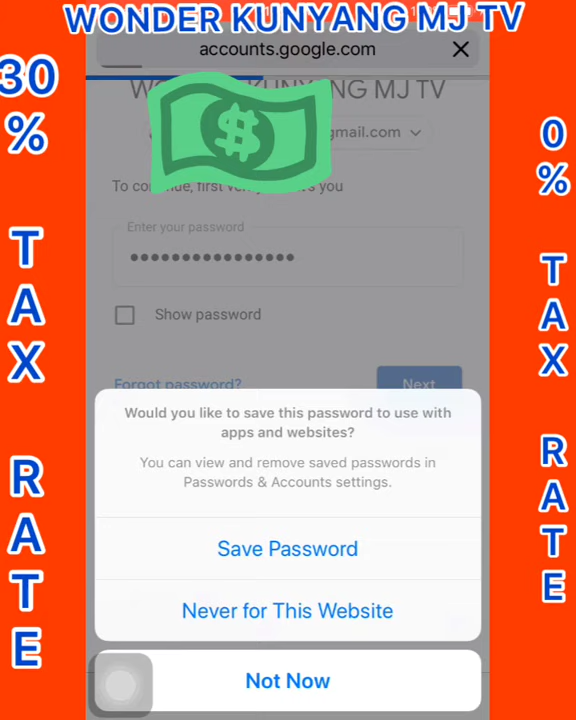 WONDER KUNYANG MJ TV
accounts.google.com
WONDER KUNYANG MJ TV
gmail.com
To continue, first verify it's you
Enter your password
Show password
Forgot password?
Next
Would you like to save this password to use with
apps and websites?
You can view and remove saved passwords in
Passwords & Accounts settings.
Save Password
Never for This Website
Not Now
30
%
T
A
X
R
A
T
E
0
%
T
A
X
R
A
T
E